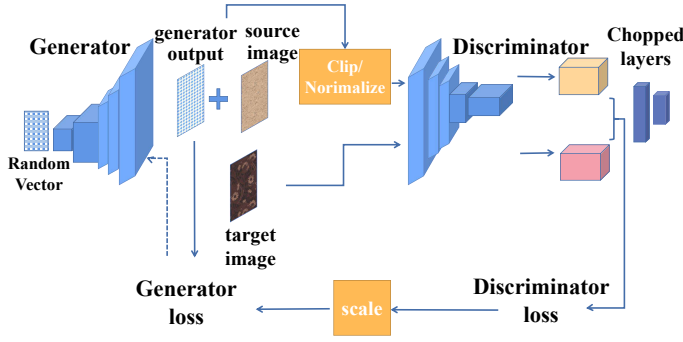 Generator
generator
output
source
image
Clip/
Norimalize
Discriminator
Chopped
layers
Random
Vector
target
image
Generator
loss
scale
Discriminator
loss